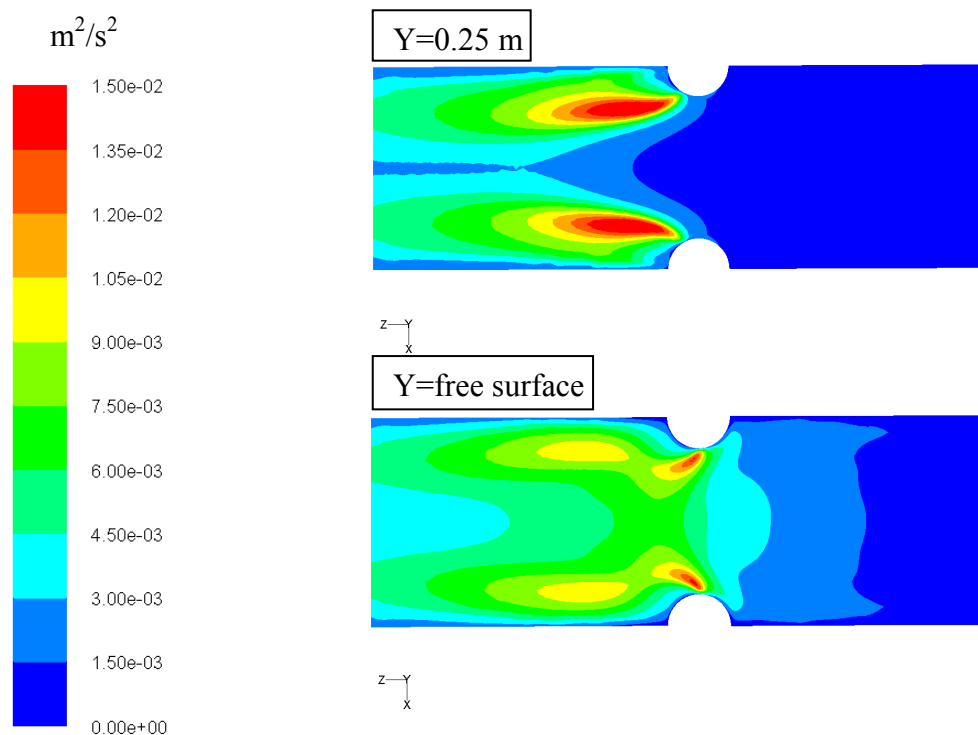 m²/s²
Y=0.25 m
1.50e-02
1.35e-02
1.20e-02
1.05e-02
9.00e-03
7.50e-03
6.00e-03
4.50e-03
3.00e-03
1.50e-03
0.00e+00
Z Y
X
Y=free surface
Z Y
X